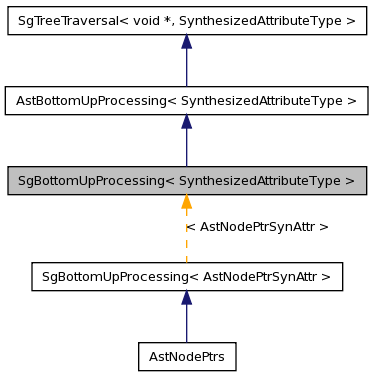 SgTreeTraversal< void *, SynthesizedAttributeType >
AstBottomUpProcessing< SynthesizedAttributeType >
SgBottomUpProcessing< SynthesizedAttributeType >
< AstNodePtrSynAttr >
SgBottomUpProcessing< AstNodePtrSynAttr >
AstNodePtrs